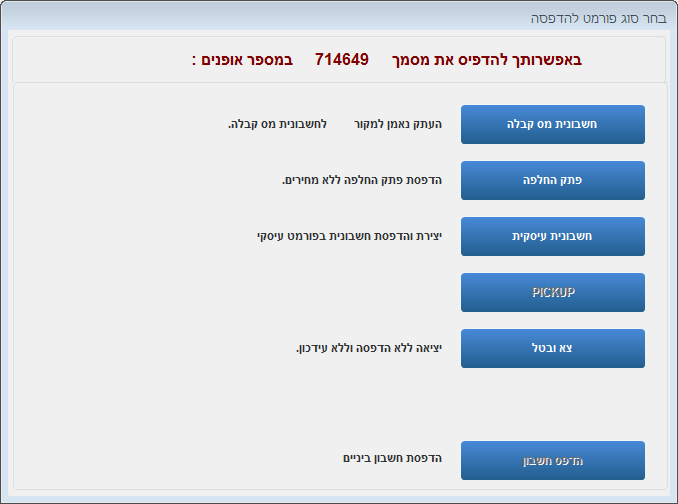 בחר סוג פורמט להדפסה
באפשרותך להדפיס את מסמך 714649 במספר אופנים :
חשבונית מס קבלה העתק נאמן למקור לחשבונית מס קבלה.
פתק החלפה הדפסת פתק החלפה ללא מחירים.
חשבונית עיסקית יצירת והדפסת חשבונית בפורמט עיסקי
PICKUP
צא ובטל יציאה ללא הדפסה וללא עידכון.
הדפס חשבון הדפסת חשבון ביניים